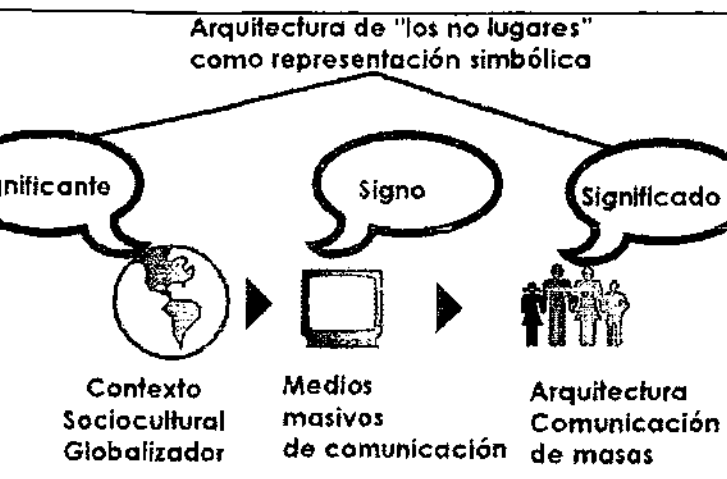 Arquitectura de "los no lugares"
como representación simbólica
gnificante
Signo
Significado
Contexto
Sociocultural
Globalizador
Medios
masivos
de comunicación
Arquitectura
Comunicación
de masas